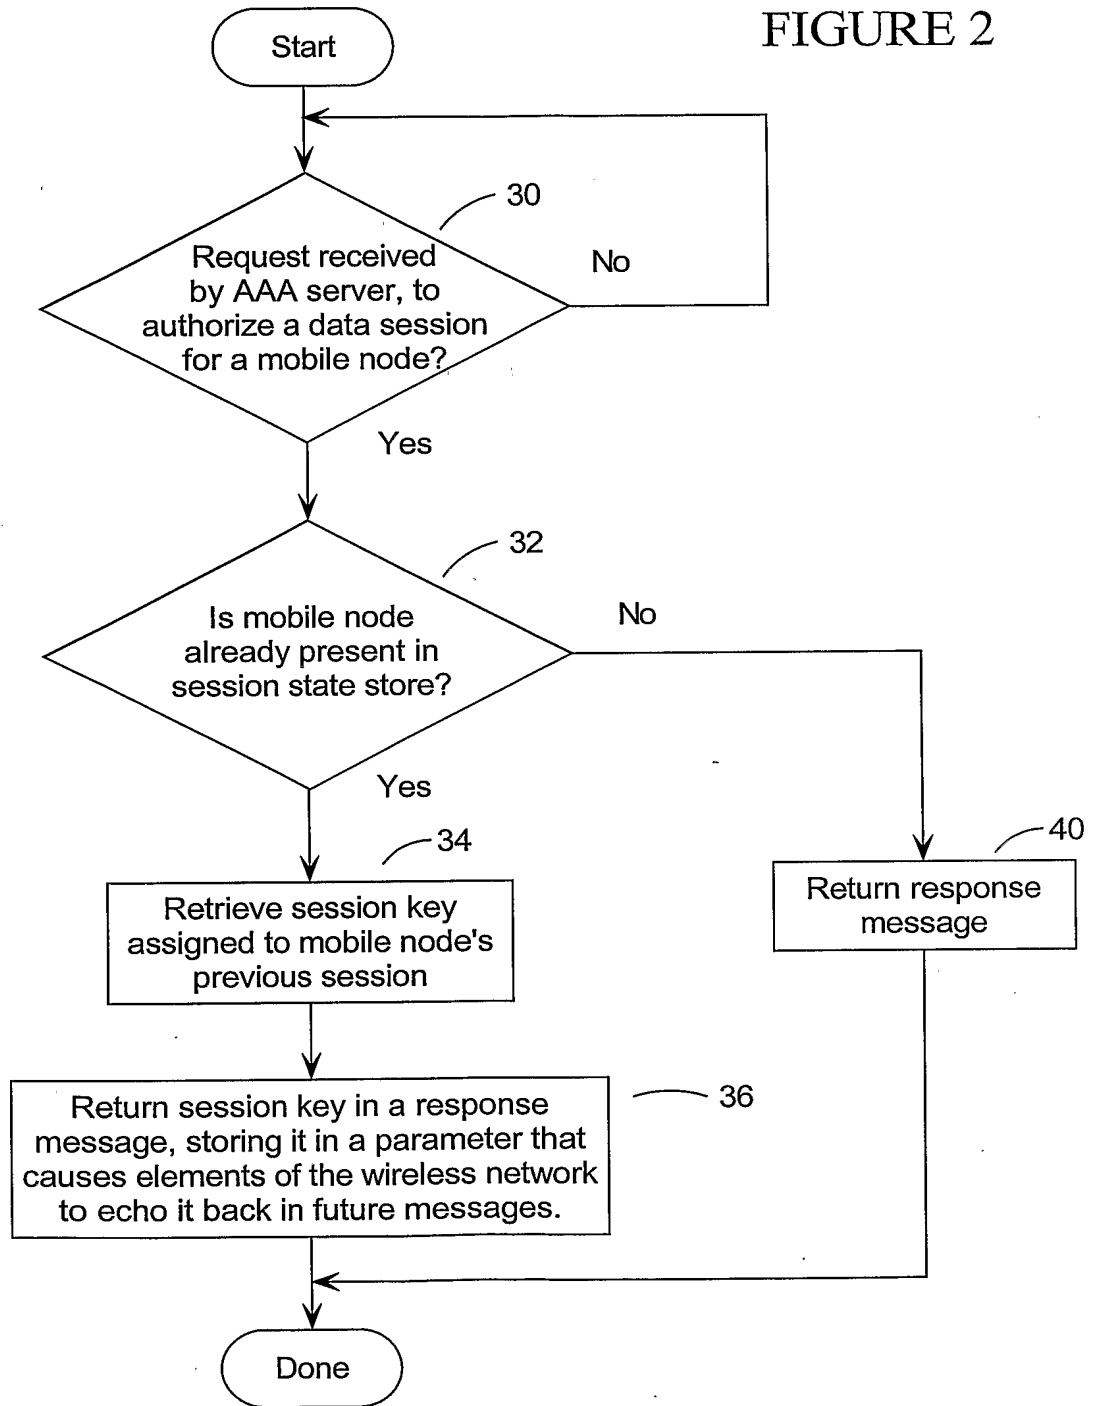 FIGURE 2
Start
30
Request received
by AAA server, to
authorize a data session
for a mobile node?
No
Yes
32
Is mobile node
already present in
session state store?
No
Yes
34
Retrieve session key
assigned to mobile node's
previous session
40
Return response
message
36
Return session key in a response
message, storing it in a parameter that
causes elements of the wireless network
to echo it back in future messages.
Done